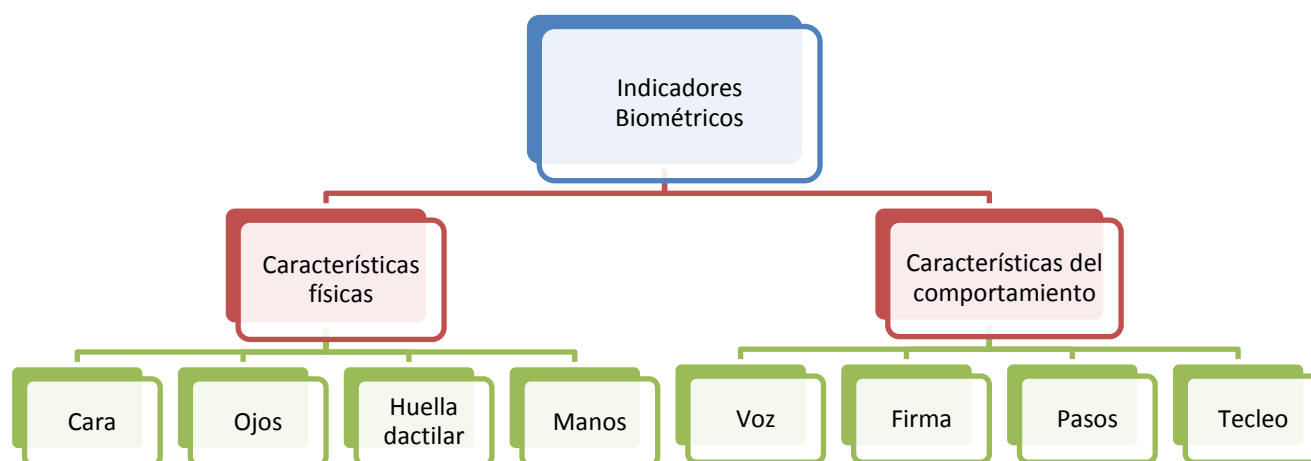 Indicadores
Biométricos
Características
físicas
Características del
comportamiento
Cara
Ojos
Huella
dactilar
Manos
Voz
Firma
Pasos
Tecleo